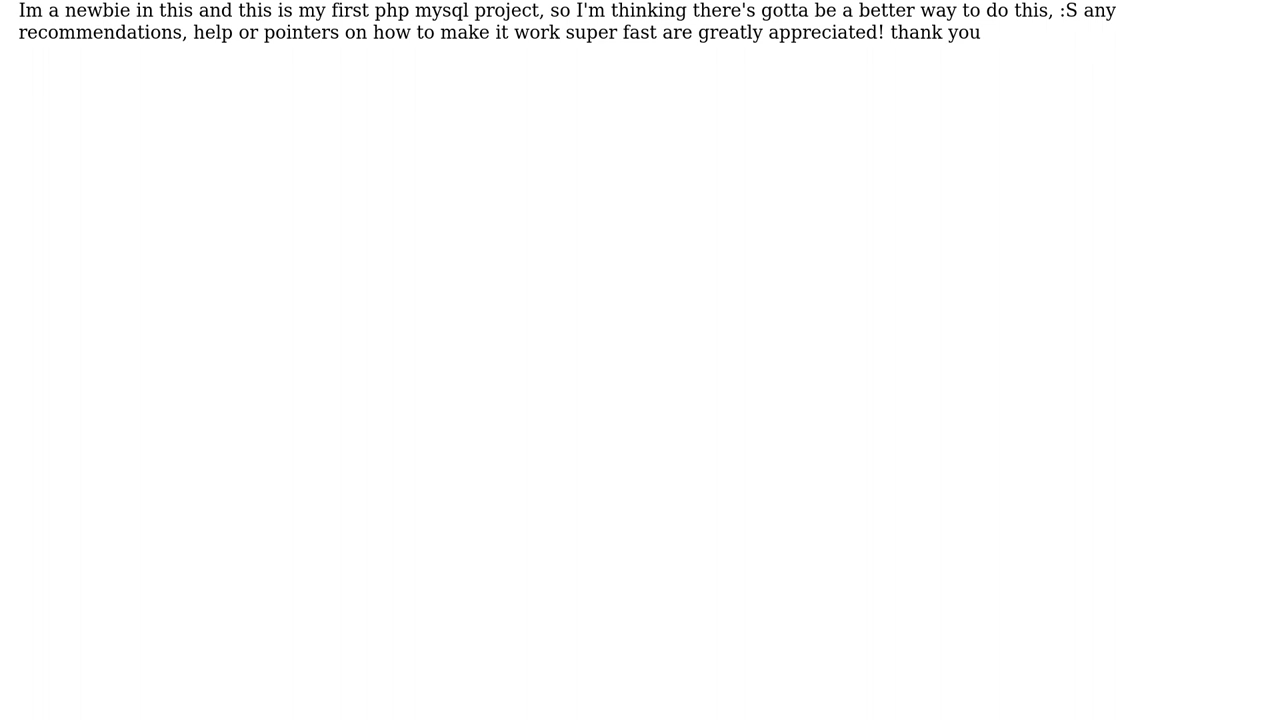 Im a newbie in this and this is my first php mysql project, so I'm thinking there's gotta be a better way to do this, :S any
recommendations, help or pointers on how to make it work super fast are greatly appreciated! thank you